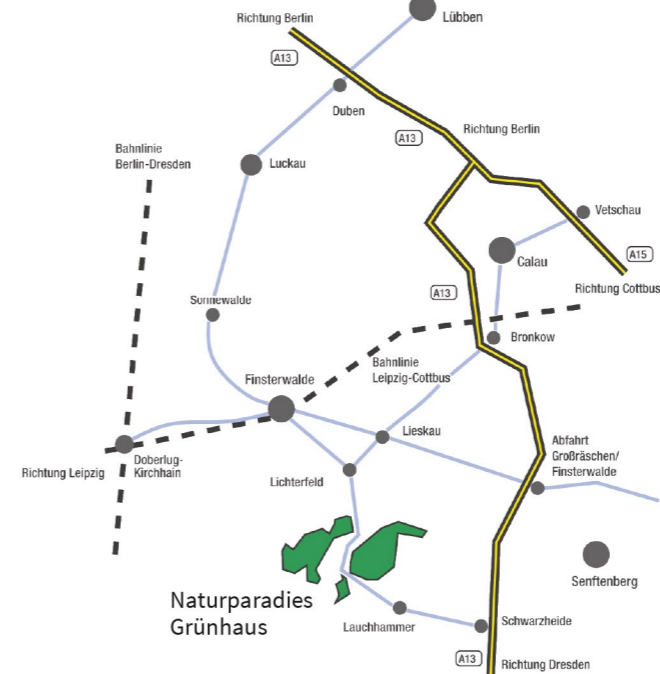 Richtung Berlin
Lübben
A13
Duben
A13
Richtung Berlin
Bahnlinie
Berlin-Dresden
Luckau
Vetschau
Calau
A15
Richtung Cottbus
A13
Sonnewalde
Bronkow
Bahnlinie
Leipzig-Cottbus
Finsterwalde
Lieskau
Abfahrt
Großräschen/
Finsterwalde
Richtung Leipzig
Doberlug-
Kirchhain
Lichterfeld
Senftenberg
Naturparadies
Grünhaus
Lauchhammer
Schwarzheide
A13
Richtung Dresden